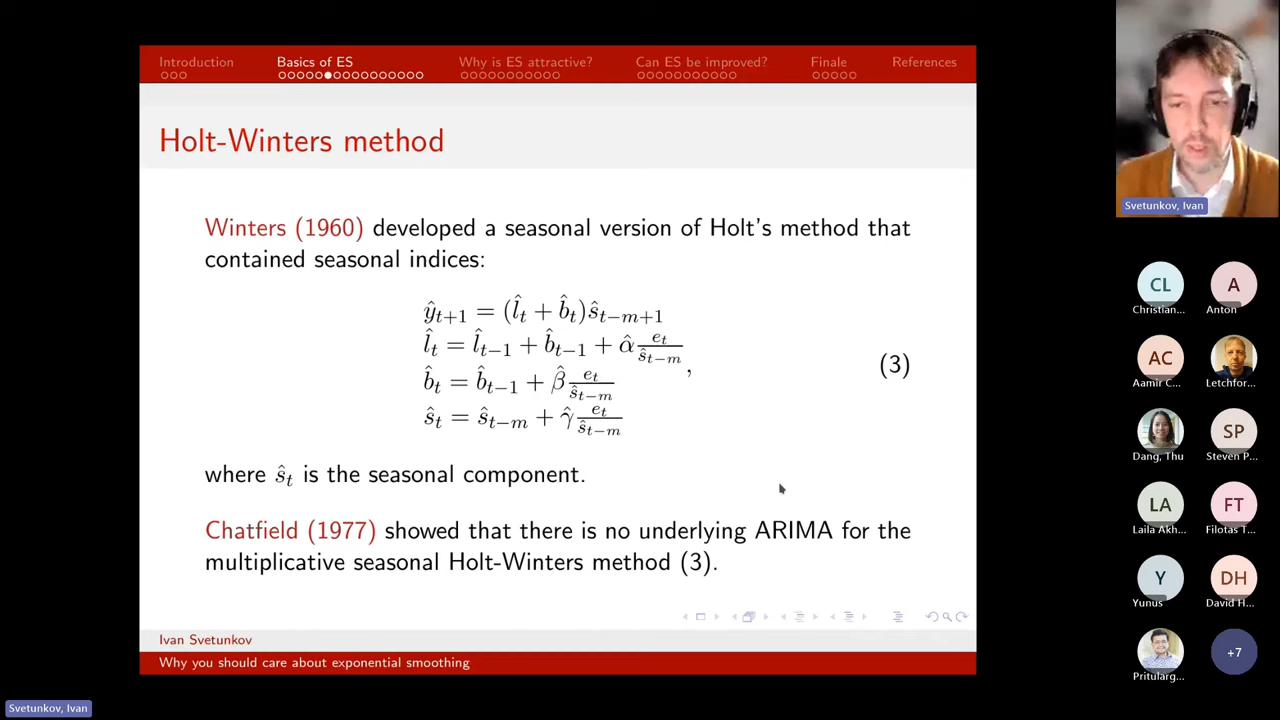 Introduction Basics of ES Why is ES attractive? Can ES be improved? Finale References
Holt-Winters method
Winters (1960) developed a seasonal version of Holt's method that
contained seasonal indices:
ŷ_{t+1} = (l̂_t + b̂_t)ŝ_{t−m+1}
l̂_t = l̂_{t−1} + b̂_{t−1} + α̂ e_t/ŝ_{t−m}
b̂_t = b̂_{t−1} + β̂ e_t/ŝ_{t−m} , (3)
ŝ_t = ŝ_{t−m} + γ̂ e_t/ŝ_{t−m}
where ŝ_t is the seasonal component.
Chatfield (1977) showed that there is no underlying ARIMA for the
multiplicative seasonal Holt-Winters method (3).
Ivan Svetunkov
Why you should care about exponential smoothing
Svetunkov, Ivan
CL A
Christian... Anton
AC
Aamir C... Letchfor...
SP
Dang, Thu Steven P...
LA FT
Laila Akh... Filotas T...
Y DH
Yunus David H...
+7
Pritularg...
Svetunkov, Ivan